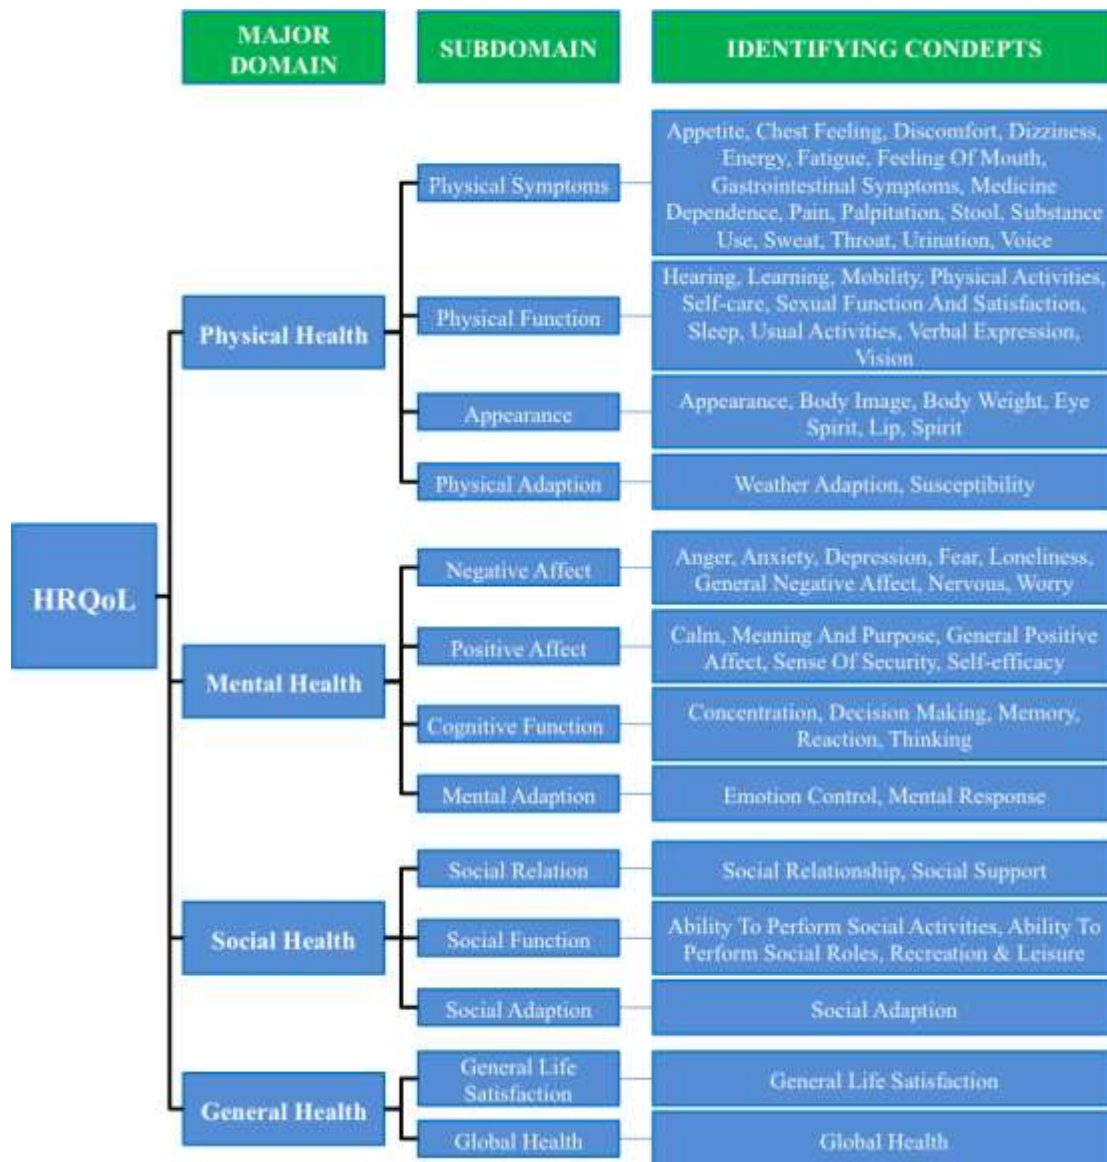 MAJOR
DOMAIN
SUBDOMAIN
IDENTIFYING CONDEPTS
HRQoL
Physical Health
Physical Symptoms
Appetite, Chest Feeling, Discomfort, Dizziness,
Energy, Fatigue, Feeling Of Mouth,
Gastrointestinal Symptoms, Medicine
Dependence, Pain, Palpitation, Stool, Substance
Use, Sweat, Throat, Urination, Voice
Physical Function
Hearing, Learning, Mobility, Physical Activities,
Self-care, Sexual Function And Satisfaction,
Sleep, Usual Activities, Verbal Expression,
Vision
Appearance
Appearance, Body Image, Body Weight, Eye
Spirit, Lip, Spirit
Physical Adaption
Weather Adaption, Susceptibility
Mental Health
Negative Affect
Anger, Anxiety, Depression, Fear, Loneliness,
General Negative Affect, Nervous, Worry
Positive Affect
Calm, Meaning And Purpose, General Positive
Affect, Sense Of Security, Self-efficacy
Cognitive Function
Concentration, Decision Making, Memory,
Reaction, Thinking
Mental Adaption
Emotion Control, Mental Response
Social Health
Social Relation
Social Relationship, Social Support
Social Function
Ability To Perform Social Activities, Ability To
Perform Social Roles, Recreation & Leisure
Social Adaption
Social Adaption
General Health
General Life
Satisfaction
General Life Satisfaction
Global Health
Global Health